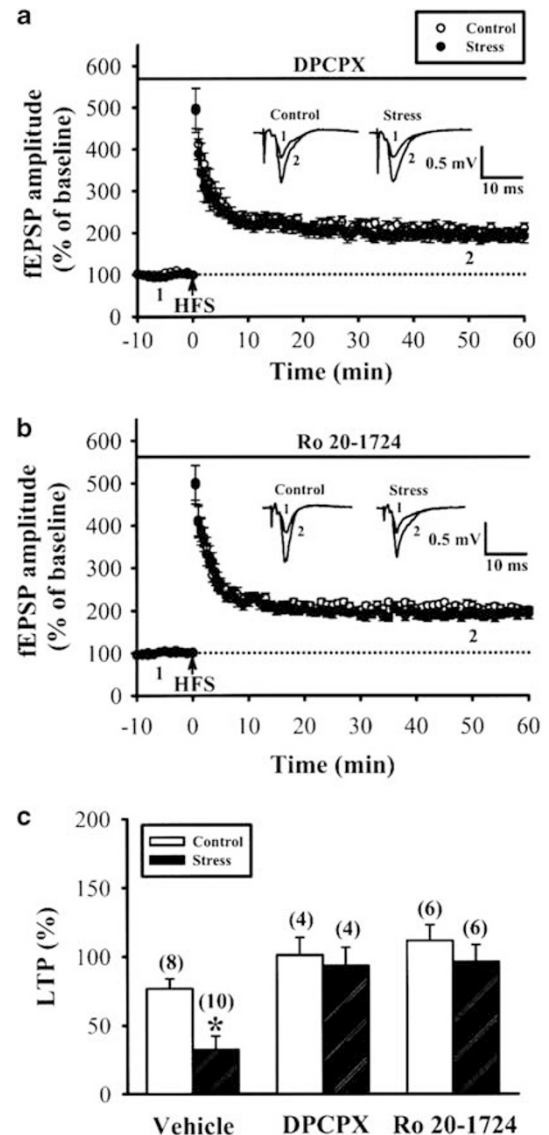 a
Control
Stress
DPCPX
600
500
400
300
200
100
0
fEPSP amplitude
(% of baseline)
Control
Stress
1
2
1
2
0.5 mV
10 ms
1
HFS
2
-10 0 10 20 30 40 50 60
Time (min)
b
Ro 20-1724
600
500
400
300
200
100
0
fEPSP amplitude
(% of baseline)
Control
Stress
1
2
1
2
0.5 mV
10 ms
1
HFS
2
-10 0 10 20 30 40 50 60
Time (min)
c
200
150
100
50
0
LTP (%)
Control
Stress
(8)
(10)
*
(4)
(4)
(6)
(6)
Vehicle DPCPX Ro 20-1724